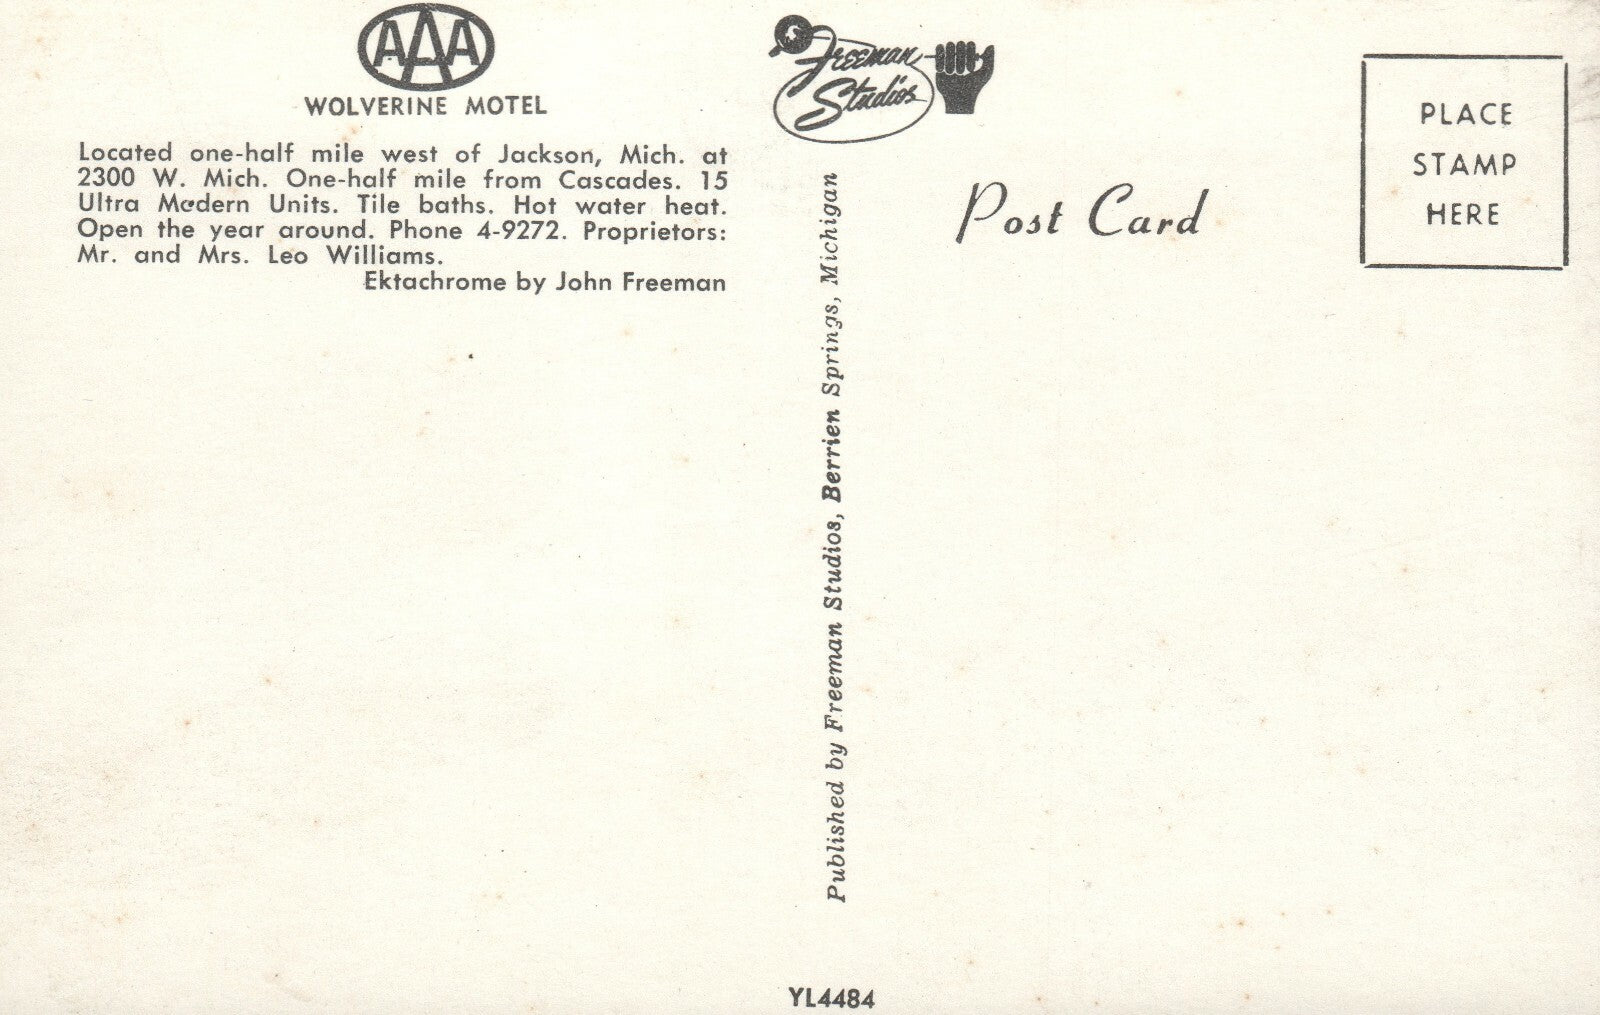 AAA
WOLVERINE MOTEL
Located one-half mile west of Jackson, Mich. at
2300 W. Mich. One-half mile from Cascades. 15
Ultra Modern Units. Tile baths. Hot water heat.
Open the year around. Phone 4-9272. Proprietors:
Mr. and Mrs. Leo Williams.
Ektachrome by John Freeman
Freeman
Studios
Published by Freeman Studios, Berrien Springs, Michigan
Post Card
PLACE
STAMP
HERE
YL4484